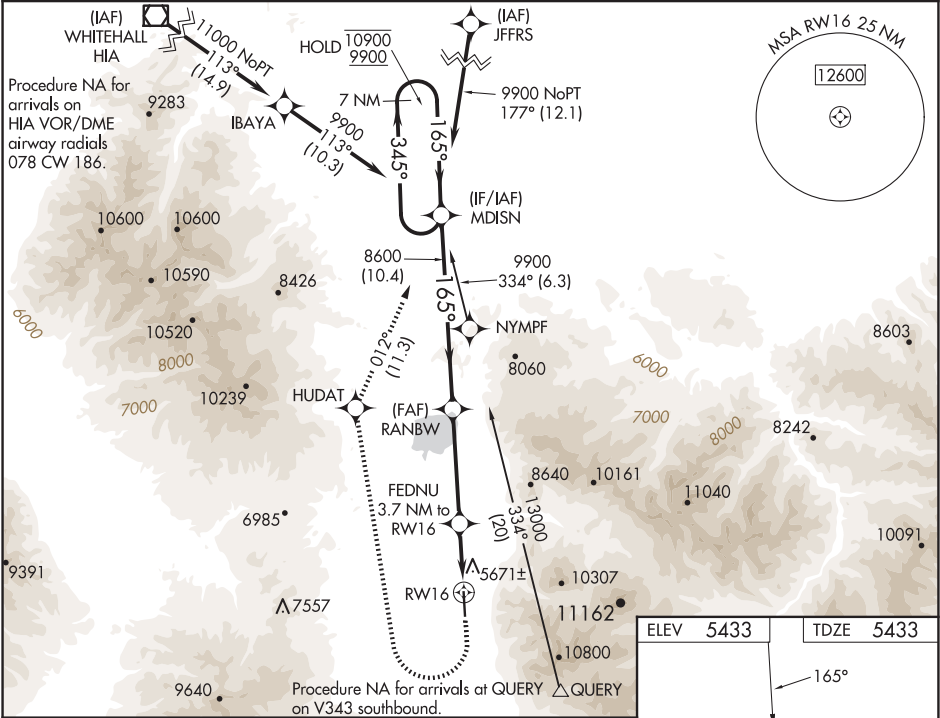 (IAF)
WHITEHALL
HIA
11000 NoPT
113°
(14.9)
Procedure NA for
arrivals on
HIA VOR/DME
airway radials
078 CW 186.
9283
IBAYA
9900
113°
(10.3)
HOLD 10900
9900
7 NM
345°
165°
(IAF)
JFFRS
9900 NoPT
177° (12.1)
MSA RW16 25 NM
12600
(IF/IAF)
MDISN
8600
(10.4)
165°
9900
334° (6.3)
NYMPF
10600
10600
10590
8426
10520
6000
8000
7000
10239
012°
(11.3)
HUDAT
(FAF)
RANBW
8060
6000
7000
8000
8603
8242
FEDNU
3.7 NM to
RW16
8640
10161
11040
13000
334°
(20)
6985
10091
9391
5671±
RW16
10307
11162
7557
10800
9640
Procedure NA for arrivals at QUERY
on V343 southbound.
QUERY
ELEV 5433
TDZE 5433
165°